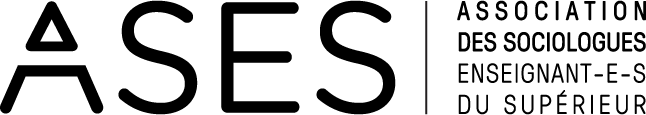 ASES
ASSOCIATION
DES SOCIOLOGUES
ENSEIGNANT-E-S
DU SUPÉRIEUR